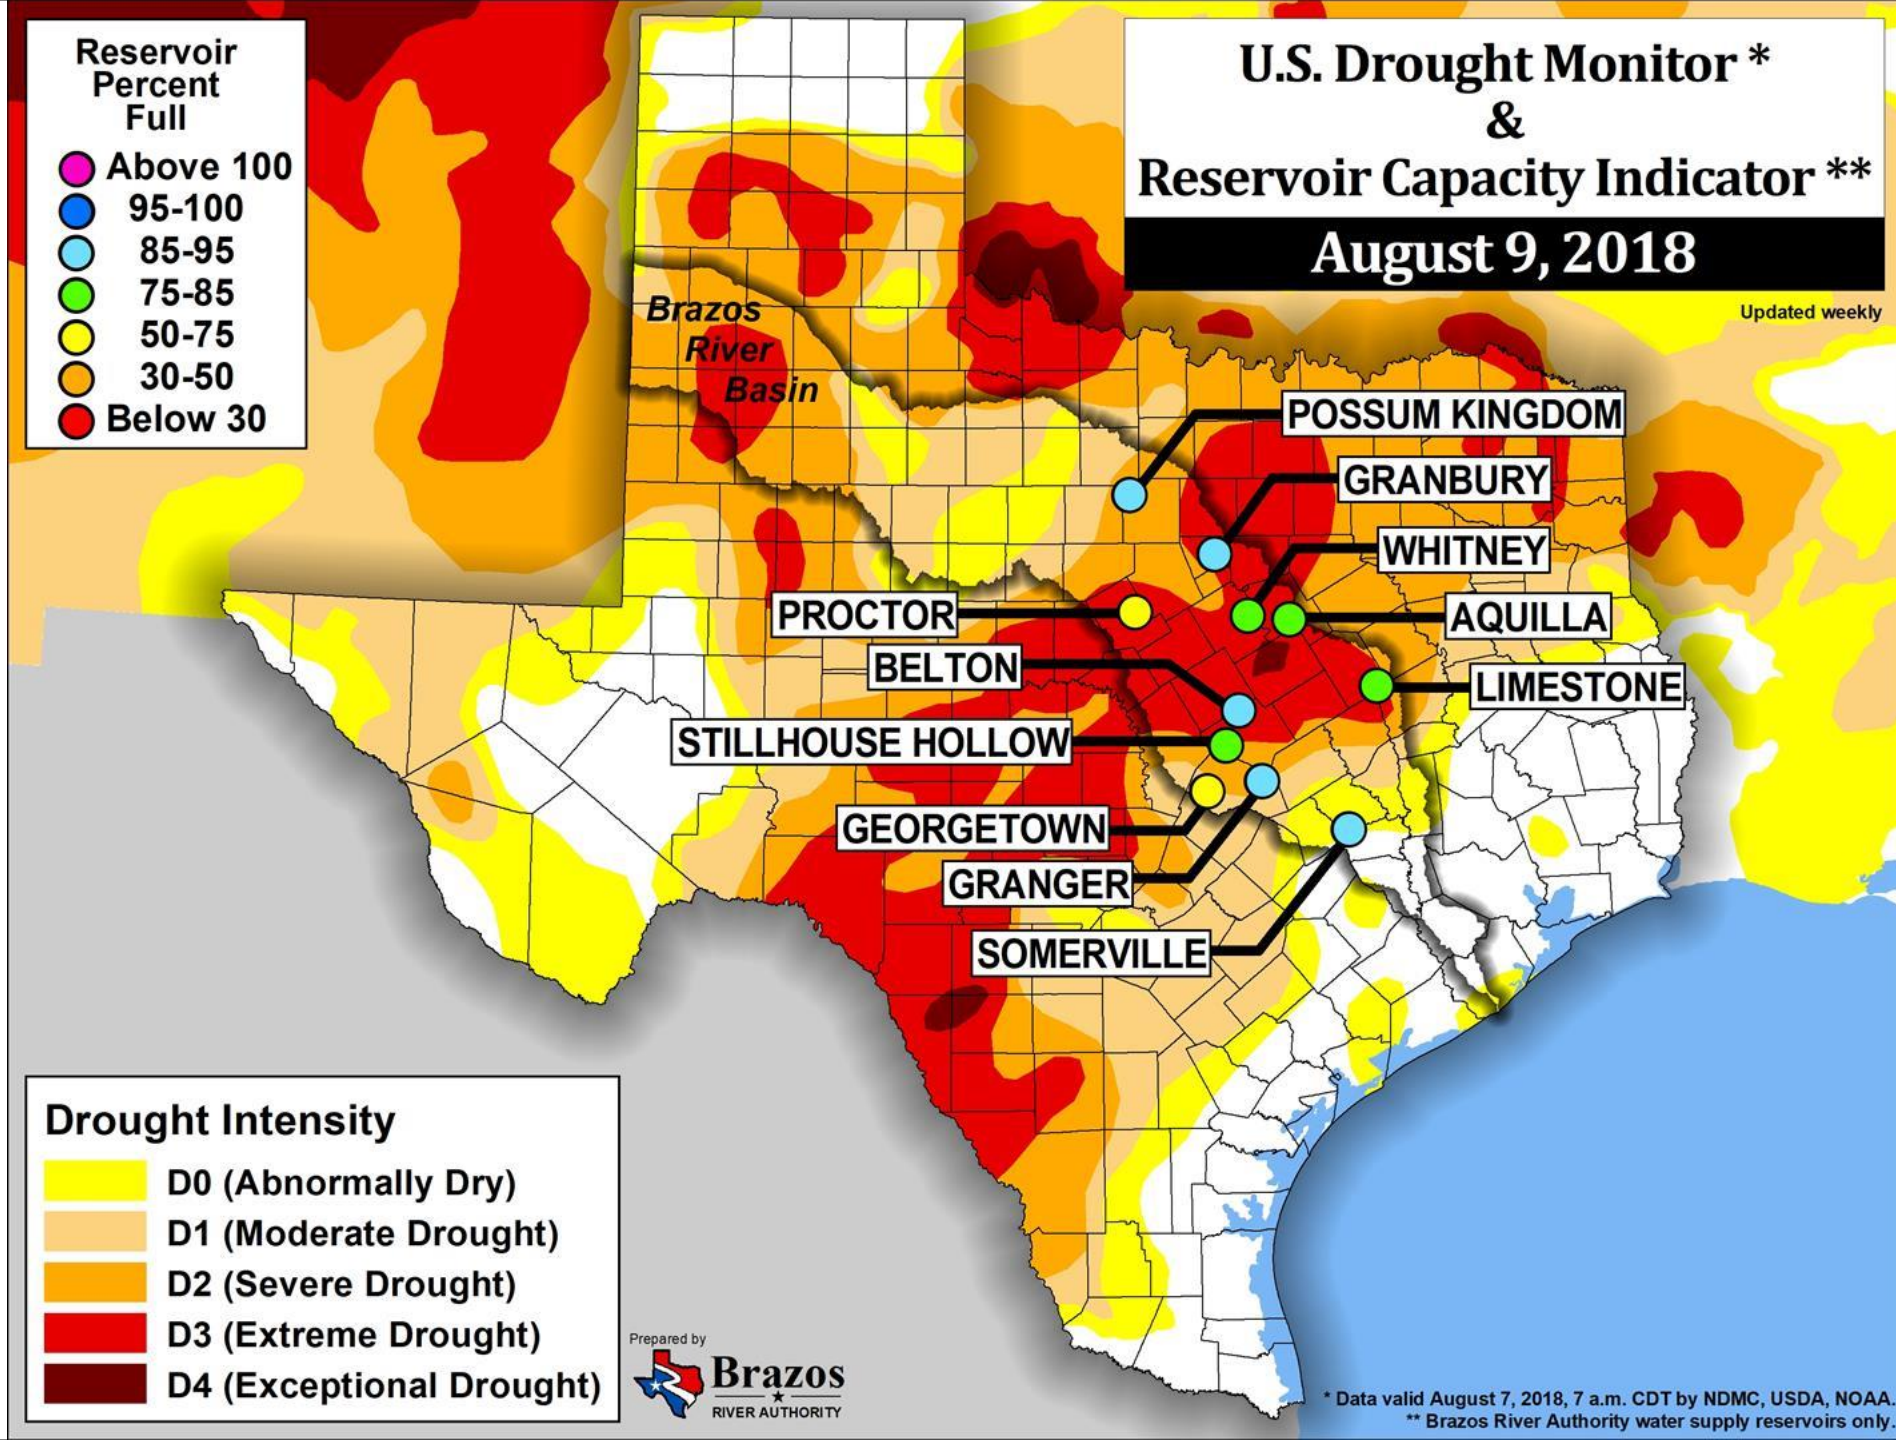 Reservoir
Percent
Full
Above 100
95-100
85-95
75-85
50-75
30-50
Below 30
U.S. Drought Monitor *
&
Reservoir Capacity Indicator **
August 9, 2018
Updated weekly
Brazos
River
Basin
POSSUM KINGDOM
GRANBURY
WHITNEY
PROCTOR
AQUILLA
BELTON
LIMESTONE
STILLHOUSE HOLLOW
GEORGETOWN
GRANGER
SOMERVILLE
Drought Intensity
D0 (Abnormally Dry)
D1 (Moderate Drought)
D2 (Severe Drought)
D3 (Extreme Drought)
D4 (Exceptional Drought)
Prepared by
Brazos
RIVER AUTHORITY
* Data valid August 7, 2018, 7 a.m. CDT by NDMC, USDA, NOAA.
** Brazos River Authority water supply reservoirs only.